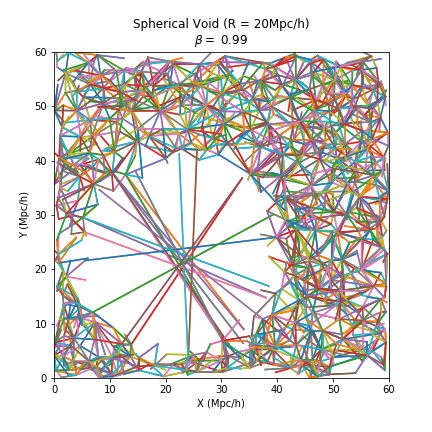 Spherical Void (R = 20Mpc/h)
β = 0.99
60
50
40
30
20
10
0
Y (Mpc/h)
0 10 20 30 40 50 60
X (Mpc/h)